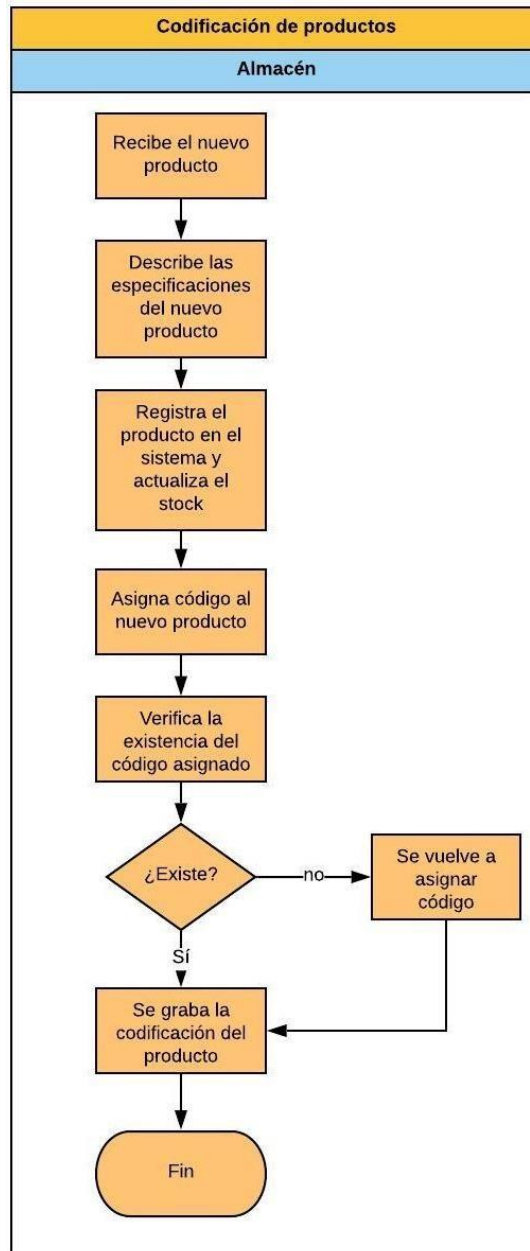 Codificación de productos
Almacén
Recibe el nuevo
producto
Describe las
especificaciones
del nuevo
producto
Registra el
producto en el
sistema y
actualiza el
stock
Asigna código al
nuevo producto
Verifica la
existencia del
código asignado
¿Existe?
no
Se vuelve a
asignar
código
Sí
Se graba la
codificación del
producto
Fin